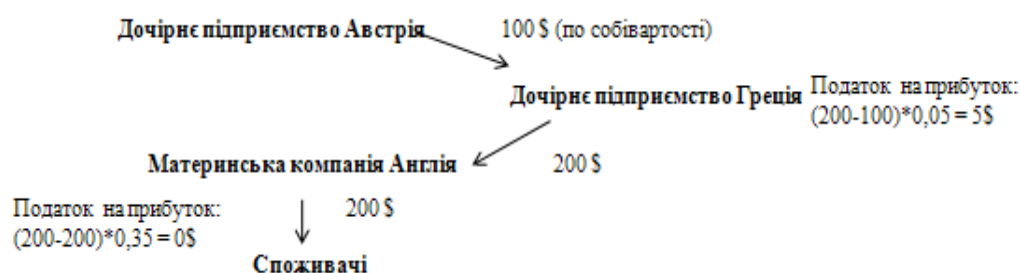 Дочірнє підприємство Австрія 100 $ (по собівартості)
Дочірнє підприємство Греція Податок на прибуток:
(200-100)*0,05 = 5$
Материнська компанія Англія 200 $
Податок на прибуток: 200 $
(200-200)*0,35 = 0$
Споживачі